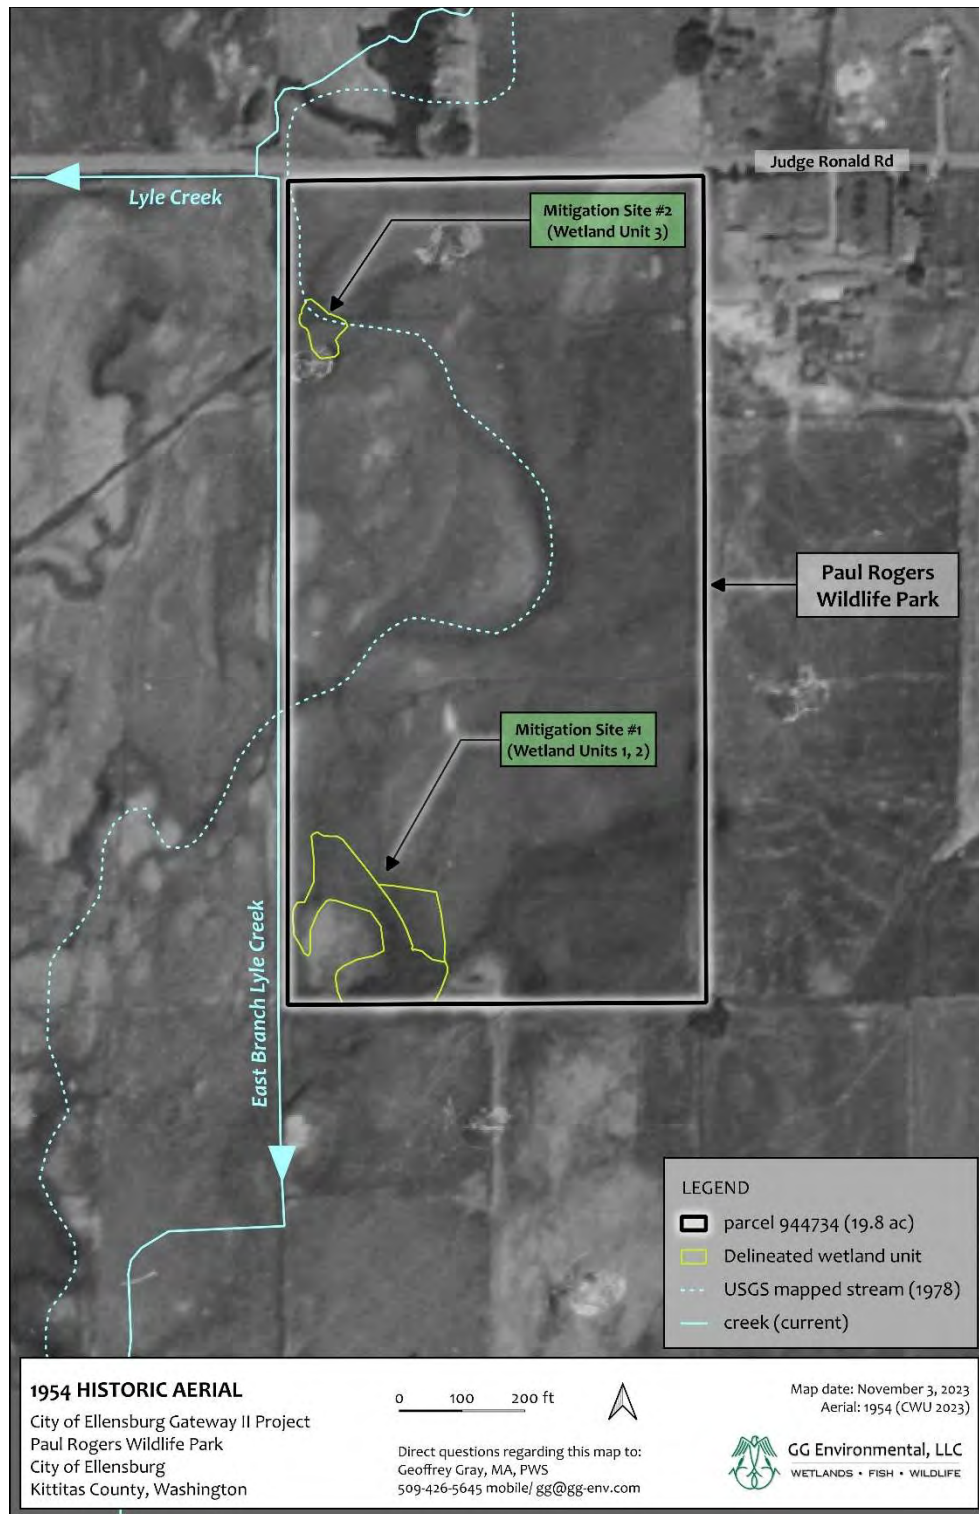 Judge Ronald Rd
Lyle Creek
Mitigation Site #2
(Wetland Unit 3)
Paul Rogers
Wildlife Park
Mitigation Site #1
(Wetland Units 1, 2)
East Branch Lyle Creek
LEGEND
parcel 944734 (19.8 ac)
Delineated wetland unit
USGS mapped stream (1978)
creek (current)
1954 HISTORIC AERIAL
City of Ellensburg Gateway II Project
Paul Rogers Wildlife Park
City of Ellensburg
Kittitas County, Washington
0 100 200 ft
Direct questions regarding this map to:
Geoffrey Gray, MA, PWS
509-426-5645 mobile/ gg@gg-env.com
Map date: November 3, 2023
Aerial: 1954 (CWU 2023)
GG Environmental, LLC
WETLANDS • FISH • WILDLIFE